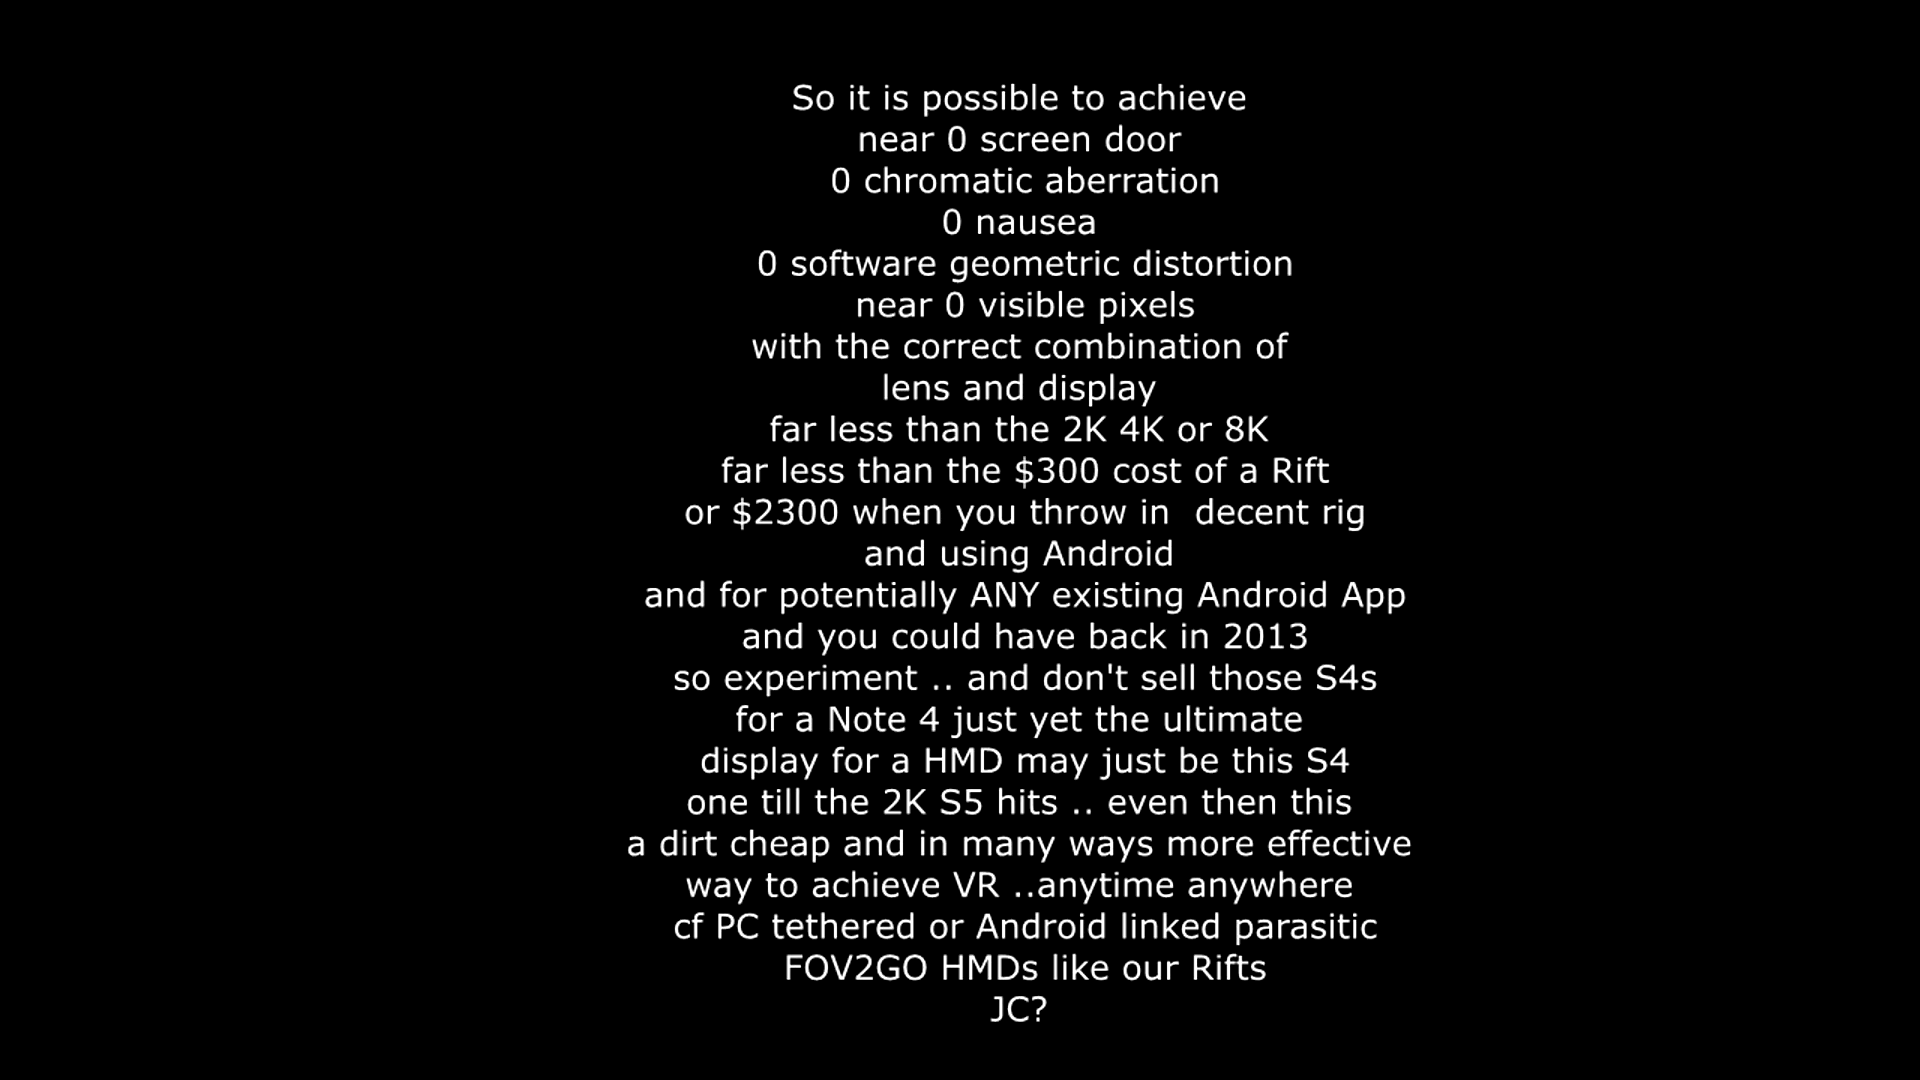 So it is possible to achieve
near 0 screen door
0 chromatic aberration
0 nausea
0 software geometric distortion
near 0 visible pixels
with the correct combination of
lens and display
far less than the 2K 4K or 8K
far less than the $300 cost of a Rift
or $2300 when you throw in  decent rig
and using Android
and for potentially ANY existing Android App
and you could have back in 2013
so experiment .. and don't sell those S4s
for a Note 4 just yet the ultimate
display for a HMD may just be this S4
one till the 2K S5 hits .. even then this
a dirt cheap and in many ways more effective
way to achieve VR ..anytime anywhere
cf PC tethered or Android linked parasitic
FOV2GO HMDs like our Rifts
JC?